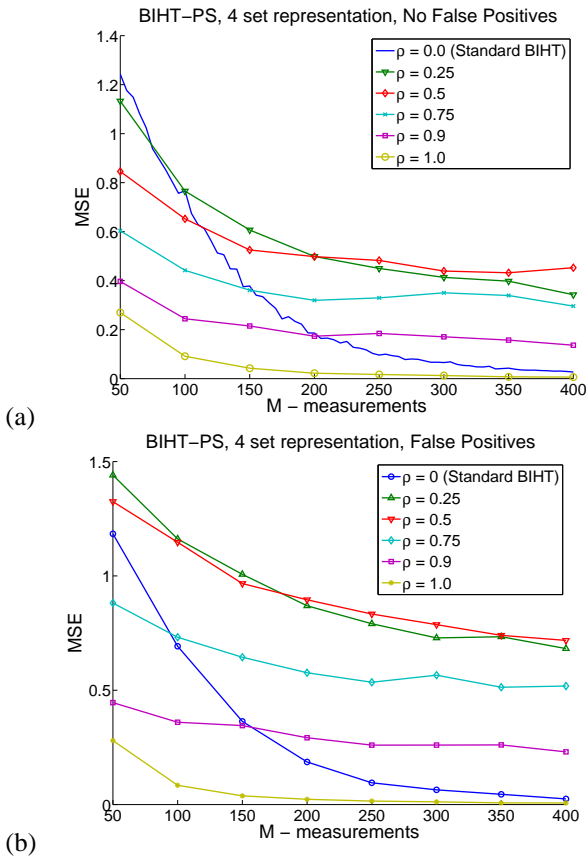 BIHT−PS, 4 set representation, No False Positives
1.4
1.2
1
0.8
0.6
0.4
0.2
0
MSE
ρ = 0.0 (Standard BIHT)
ρ = 0.25
ρ = 0.5
ρ = 0.75
ρ = 0.9
ρ = 1.0
50 100 150 200 250 300 350 400
M − measurements
(a)
BIHT−PS, 4 set representation, False Positives
1.5
1
0.5
0
MSE
ρ = 0 (Standard BIHT)
ρ = 0.25
ρ = 0.5
ρ = 0.75
ρ = 0.9
ρ = 1.0
50 100 150 200 250 300 350 400
M − measurements
(b)